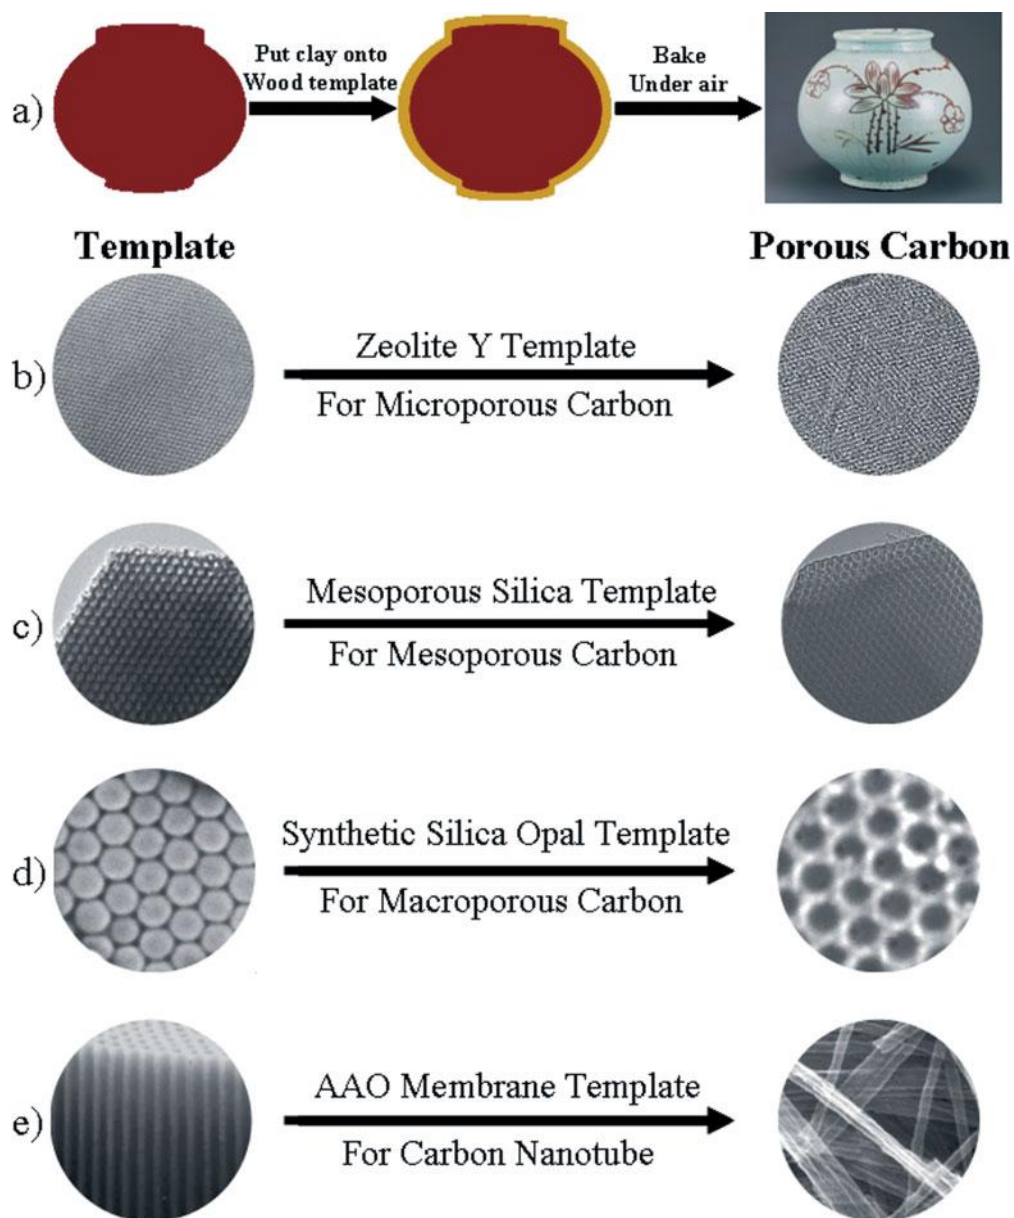 a)
Put clay onto
Wood template
Bake
Under air
Template
Porous Carbon
b)
Zeolite Y Template
For Microporous Carbon
c)
Mesoporous Silica Template
For Mesoporous Carbon
d)
Synthetic Silica Opal Template
For Macroporous Carbon
e)
AAO Membrane Template
For Carbon Nanotube